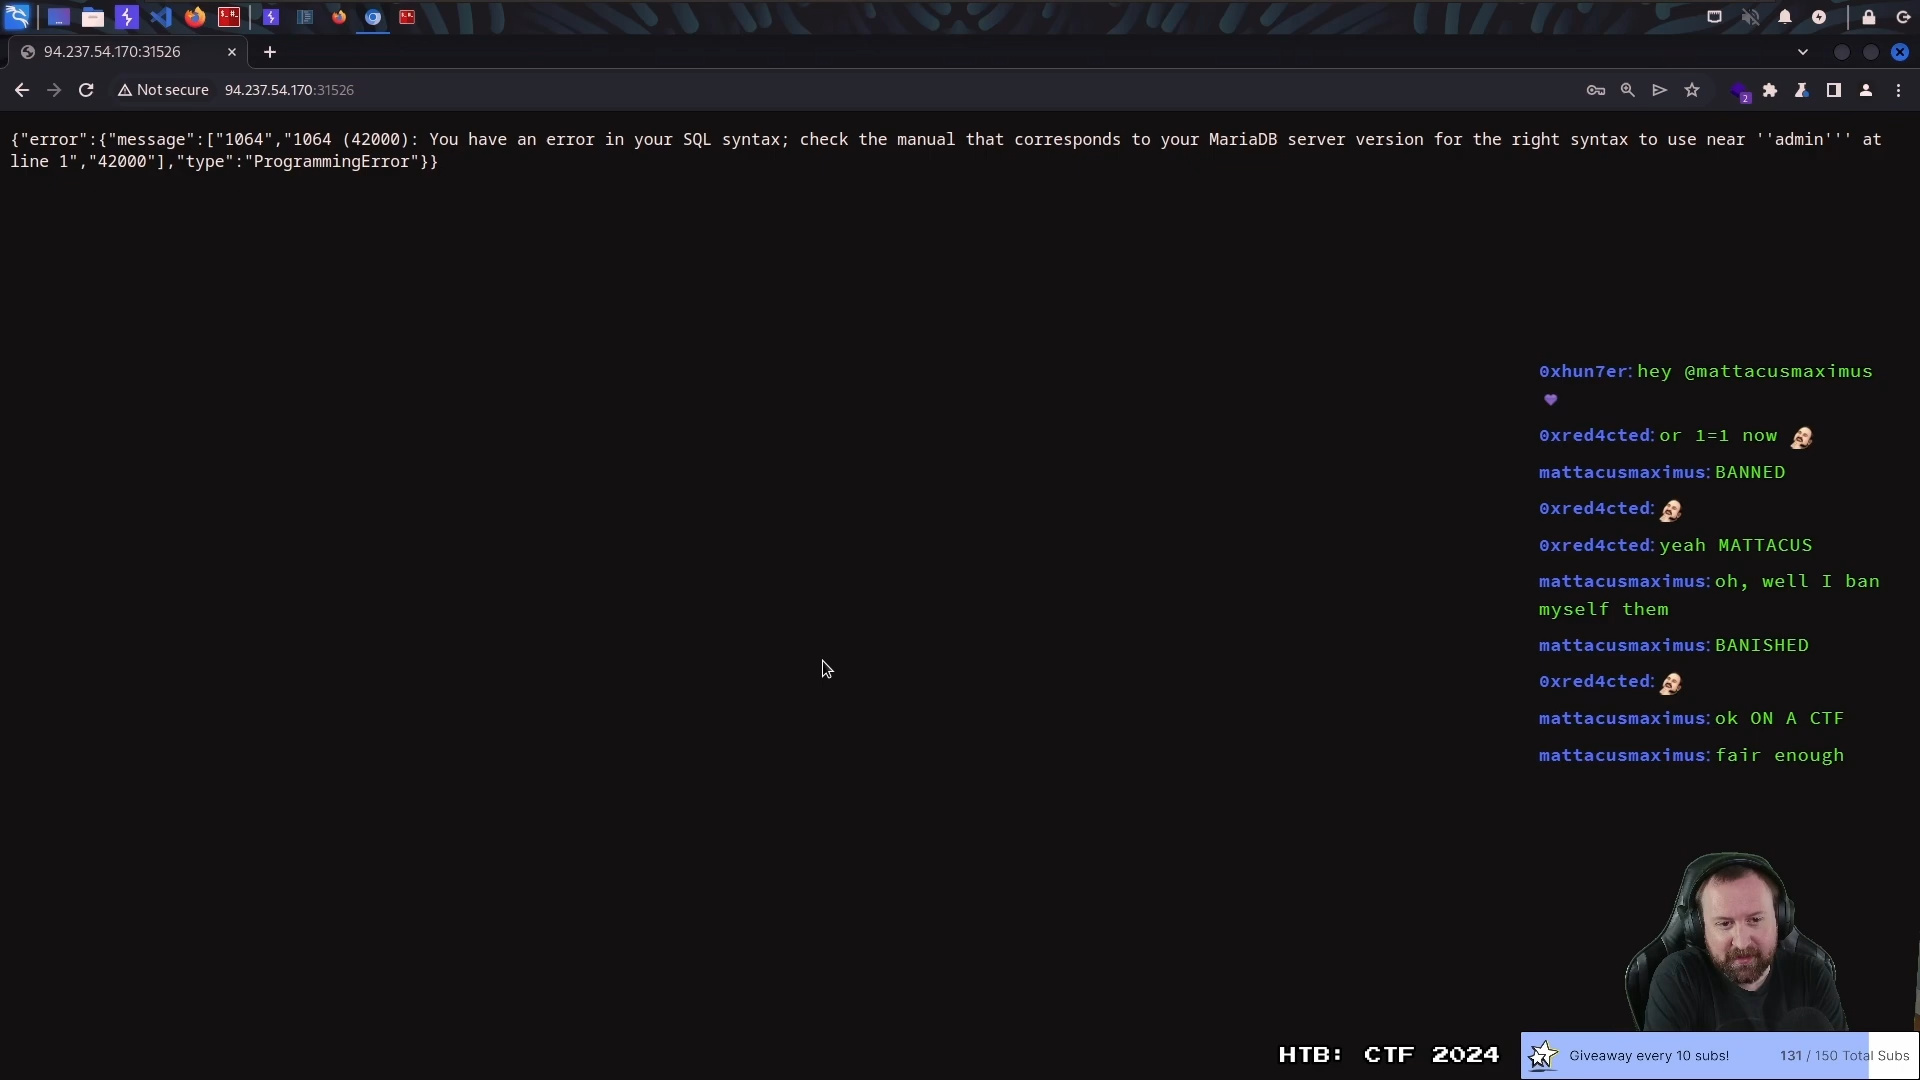 94.237.54.170:31526
Not secure
94.237.54.170:31526
2
{"error":{"message":["1064","1064 (42000): You have an error in your SQL syntax; check the manual that corresponds to your MariaDB server version for the right syntax to use near ''admin''' at
line 1","42000"],"type":"ProgrammingError"}}
0xhun7er: hey @mattacusmaximus
0xred4cted: or 1=1 now
mattacusmaximus: BANNED
0xred4cted:
0xred4cted: yeah MATTACUS
mattacusmaximus: oh, well I ban
myself them
mattacusmaximus: BANISHED
0xred4cted:
mattacusmaximus: ok ON A CTF
mattacusmaximus: fair enough
HTB: CTF 2024
Giveaway every 10 subs! 131 / 150 Total Subs